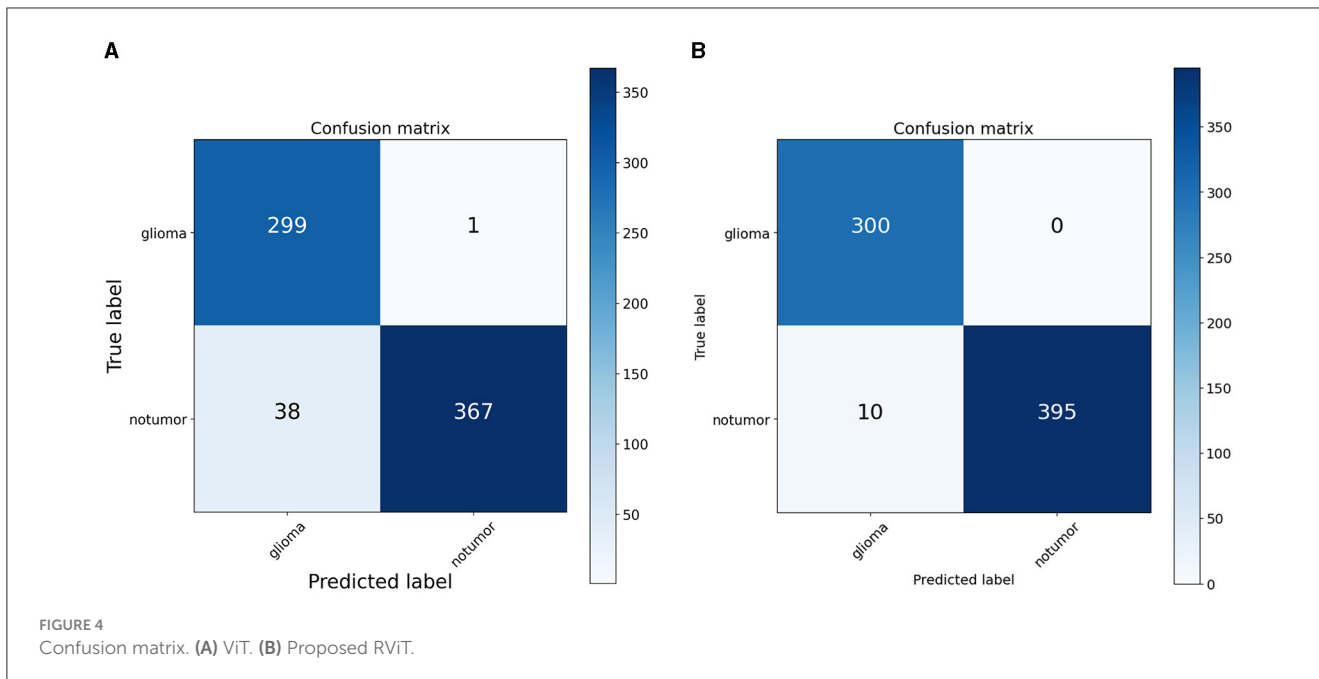 A
Confusion matrix
True label
glioma
299
1
notumor
38
367
glioma
notumor
Predicted label
350
300
250
200
150
100
50
B
Confusion matrix
True label
glioma
300
0
notumor
10
395
glioma
notumor
Predicted label
350
300
250
200
150
100
50
0
FIGURE 4
Confusion matrix. (A) ViT. (B) Proposed RViT.